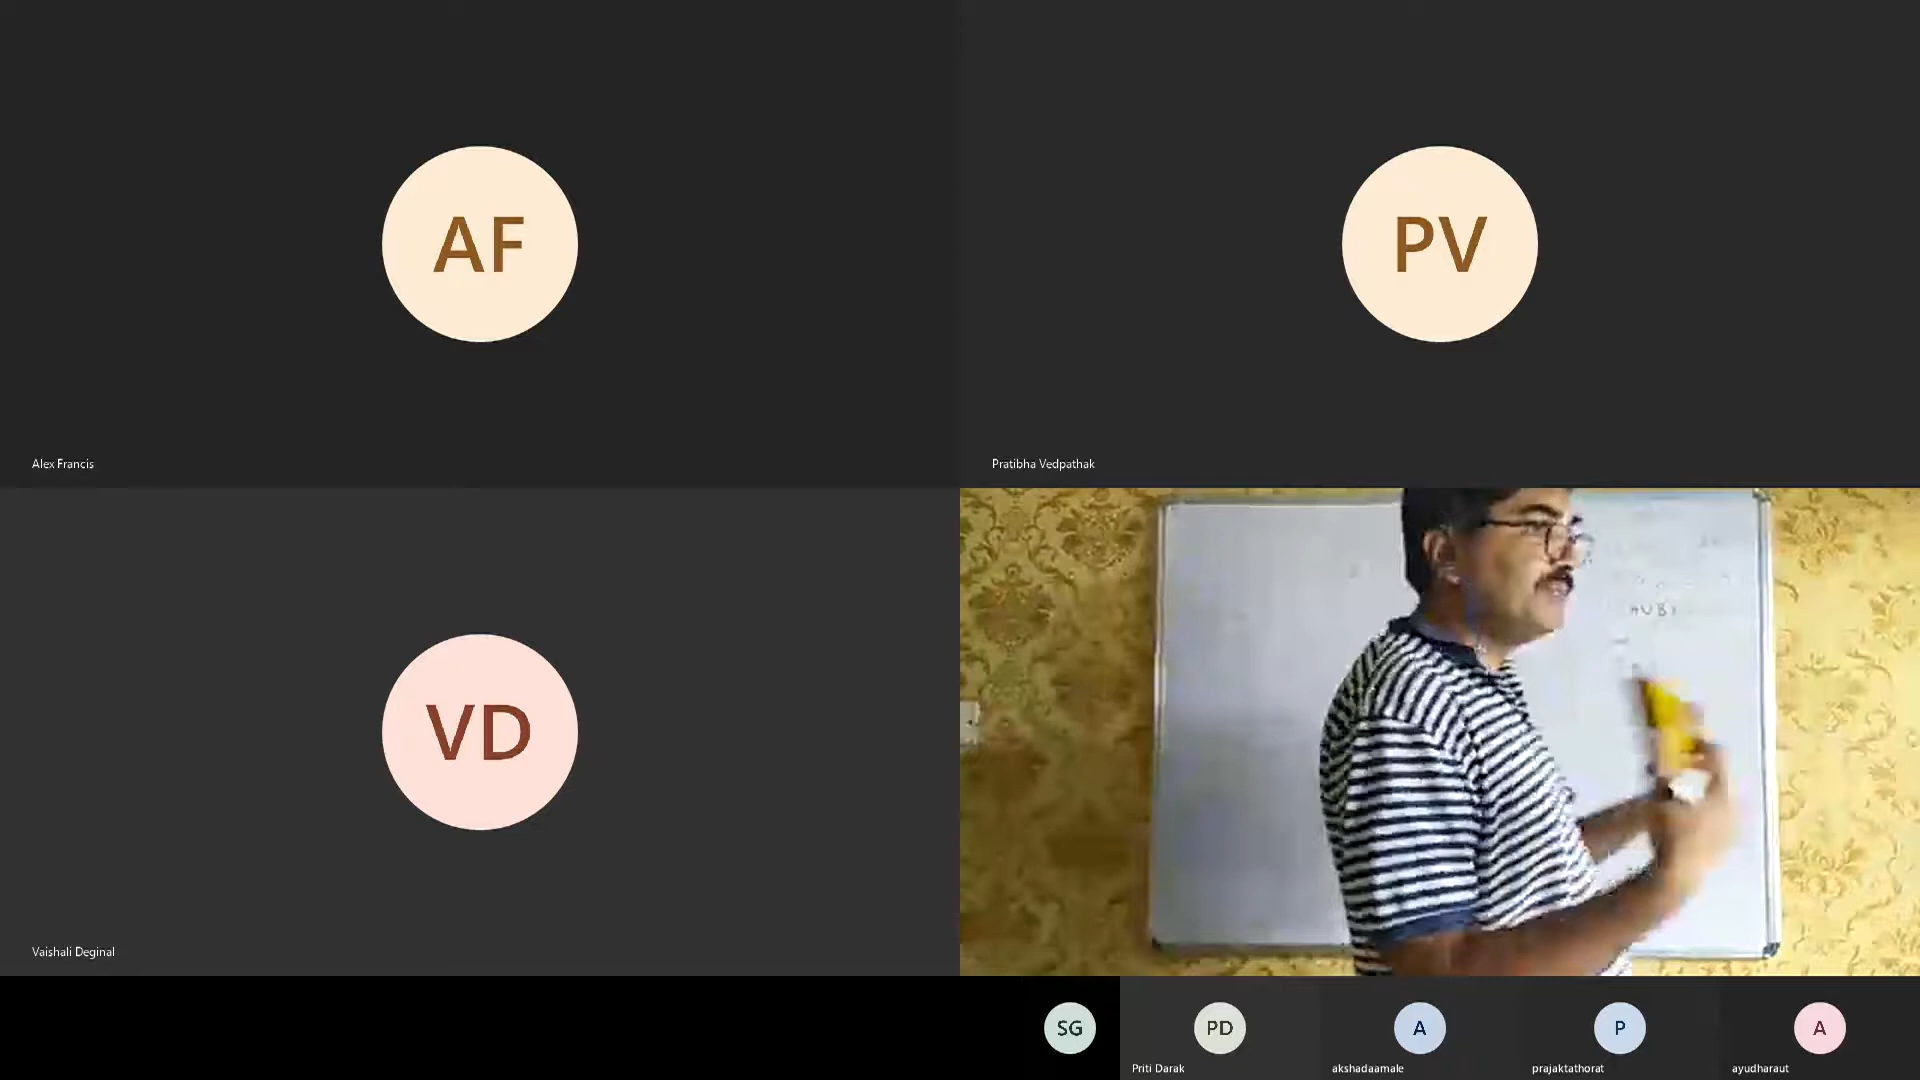 AF
Alex Francis
PV
Pratibha Vedpathak
VD
Vaishali Deginal
SG
PD
Priti Darak
A
akshadaamale
P
prajaktathorat
A
ayudharaut